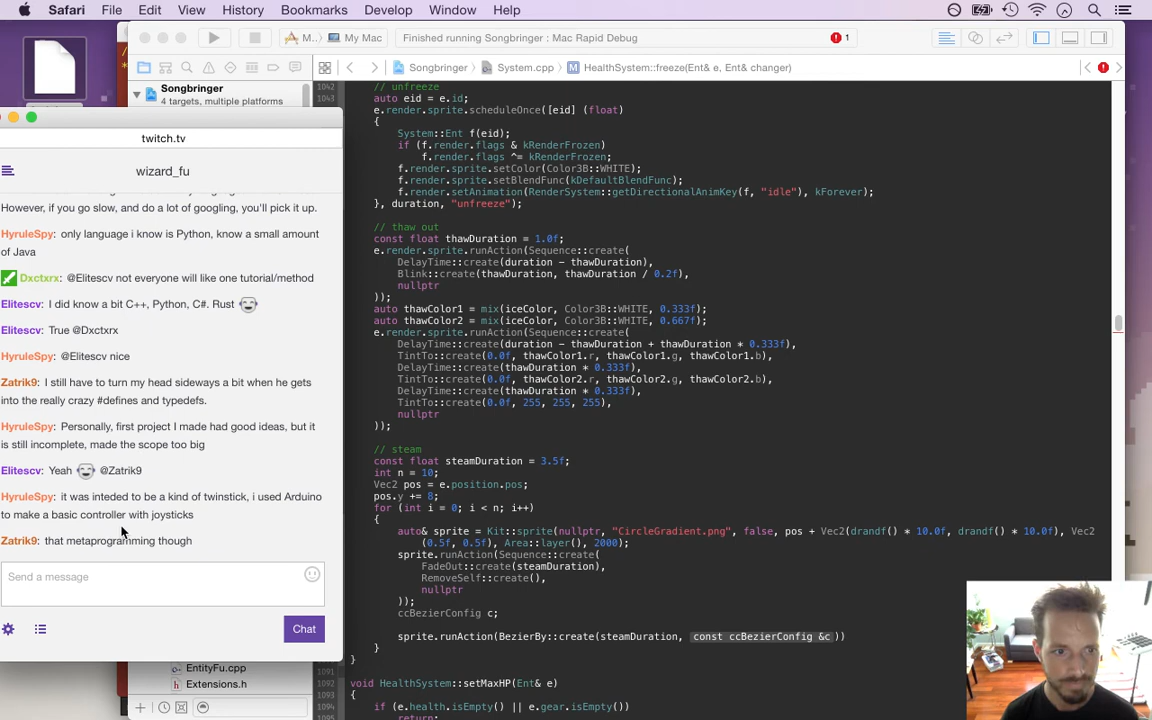 Safari File Edit View History Bookmarks Develop Window Help
M... My Mac Finished running Songbringer : Mac Rapid Debug 1
Songbringer System.cpp M HealthSystem::freeze(Ent& e, Ent& changer)
Songbringer
4 targets, multiple platforms
twitch.tv
wizard_fu
However, if you go slow, and do a lot of googling, you'll pick it up.
HyruleSpy: only language i know is Python, know a small amount
of Java
Dxctxrx: @Elitescv not everyone will like one tutorial/method
Elitescv: I did know a bit C++, Python, C#. Rust
Elitescv: True @Dxctxrx
HyruleSpy: @Elitescv nice
Zatrik9: I still have to turn my head sideways a bit when he gets
into the really crazy #defines and typedefs.
HyruleSpy: Personally, first project I made had good ideas, but it
is still incomplete, made the scope too big
Elitescv: Yeah @Zatrik9
HyruleSpy: it was inteded to be a kind of twinstick, i used Arduino
to make a basic controller with joysticks
Zatrik9: that metaprogramming though
Send a message
Chat
EntityFu.cpp
Extensions.h
1042 // unfreeze
1043 auto eid = e.id;
e.render.sprite.scheduleOnce([eid] (float)
{
System::Ent f(eid);
if (f.render.flags & kRenderFrozen)
f.render.flags ^= kRenderFrozen;
f.render.sprite.setColor(Color3B::WHITE);
f.render.sprite.setBlendFunc(kDefaultBlendFunc);
f.render.setAnimation(RenderSystem::getDirectionalAnimKey(f, "idle"), kForever);
}, duration, "unfreeze");
// thaw out
const float thawDuration = 1.0f;
e.render.sprite.runAction(Sequence::create(
DelayTime::create(duration - thawDuration),
Blink::create(thawDuration, thawDuration / 0.2f),
nullptr
));
auto thawColor1 = mix(iceColor, Color3B::WHITE, 0.333f);
auto thawColor2 = mix(iceColor, Color3B::WHITE, 0.667f);
e.render.sprite.runAction(Sequence::create(
DelayTime::create(duration - thawDuration + thawDuration * 0.333f),
TintTo::create(0.0f, thawColor1.r, thawColor1.g, thawColor1.b),
DelayTime::create(thawDuration * 0.333f),
TintTo::create(0.0f, thawColor2.r, thawColor2.g, thawColor2.b),
DelayTime::create(thawDuration * 0.333f),
TintTo::create(0.0f, 255, 255, 255),
nullptr
));
// steam
const float steamDuration = 3.5f;
int n = 10;
Vec2 pos = e.position.pos;
pos.y += 8;
for (int i = 0; i < n; i++)
{
auto& sprite = Kit::sprite(nullptr, "CircleGradient.png", false, pos + Vec2(drandf() * 10.0f, drandf() * 10.0f), Vec2
(0.5f, 0.5f), Area::layer(), 2000);
sprite.runAction(Sequence::create(
FadeOut::create(steamDuration),
RemoveSelf::create(),
nullptr
));
ccBezierConfig c;
sprite.runAction(BezierBy::create(steamDuration, const ccBezierConfig &c))
}
}
1091
1092 void HealthSystem::setMaxHP(Ent& e)
1093 {
1094 if (e.health.isEmpty() || e.gear.isEmpty())
1095 return;